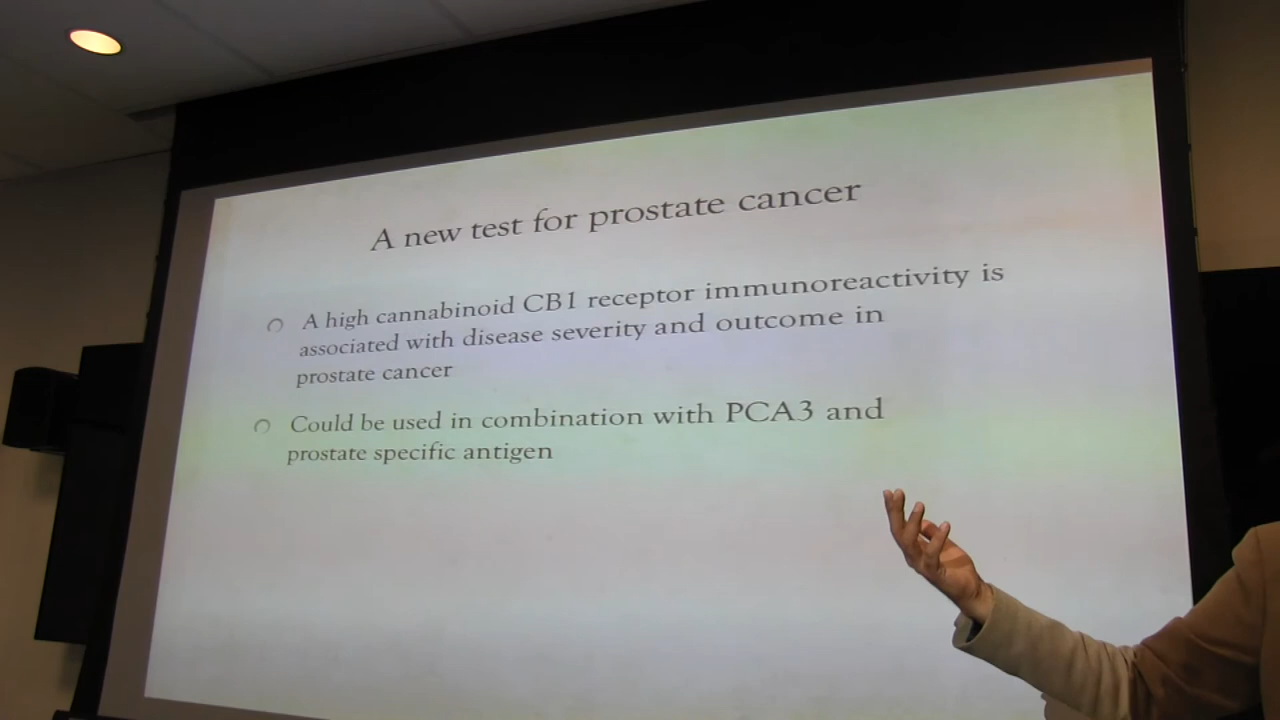 A new test for prostate cancer
A high cannabinoid CB1 receptor immunoreactivity is
associated with disease severity and outcome in
prostate cancer
Could be used in combination with PCA3 and
prostate specific antigen